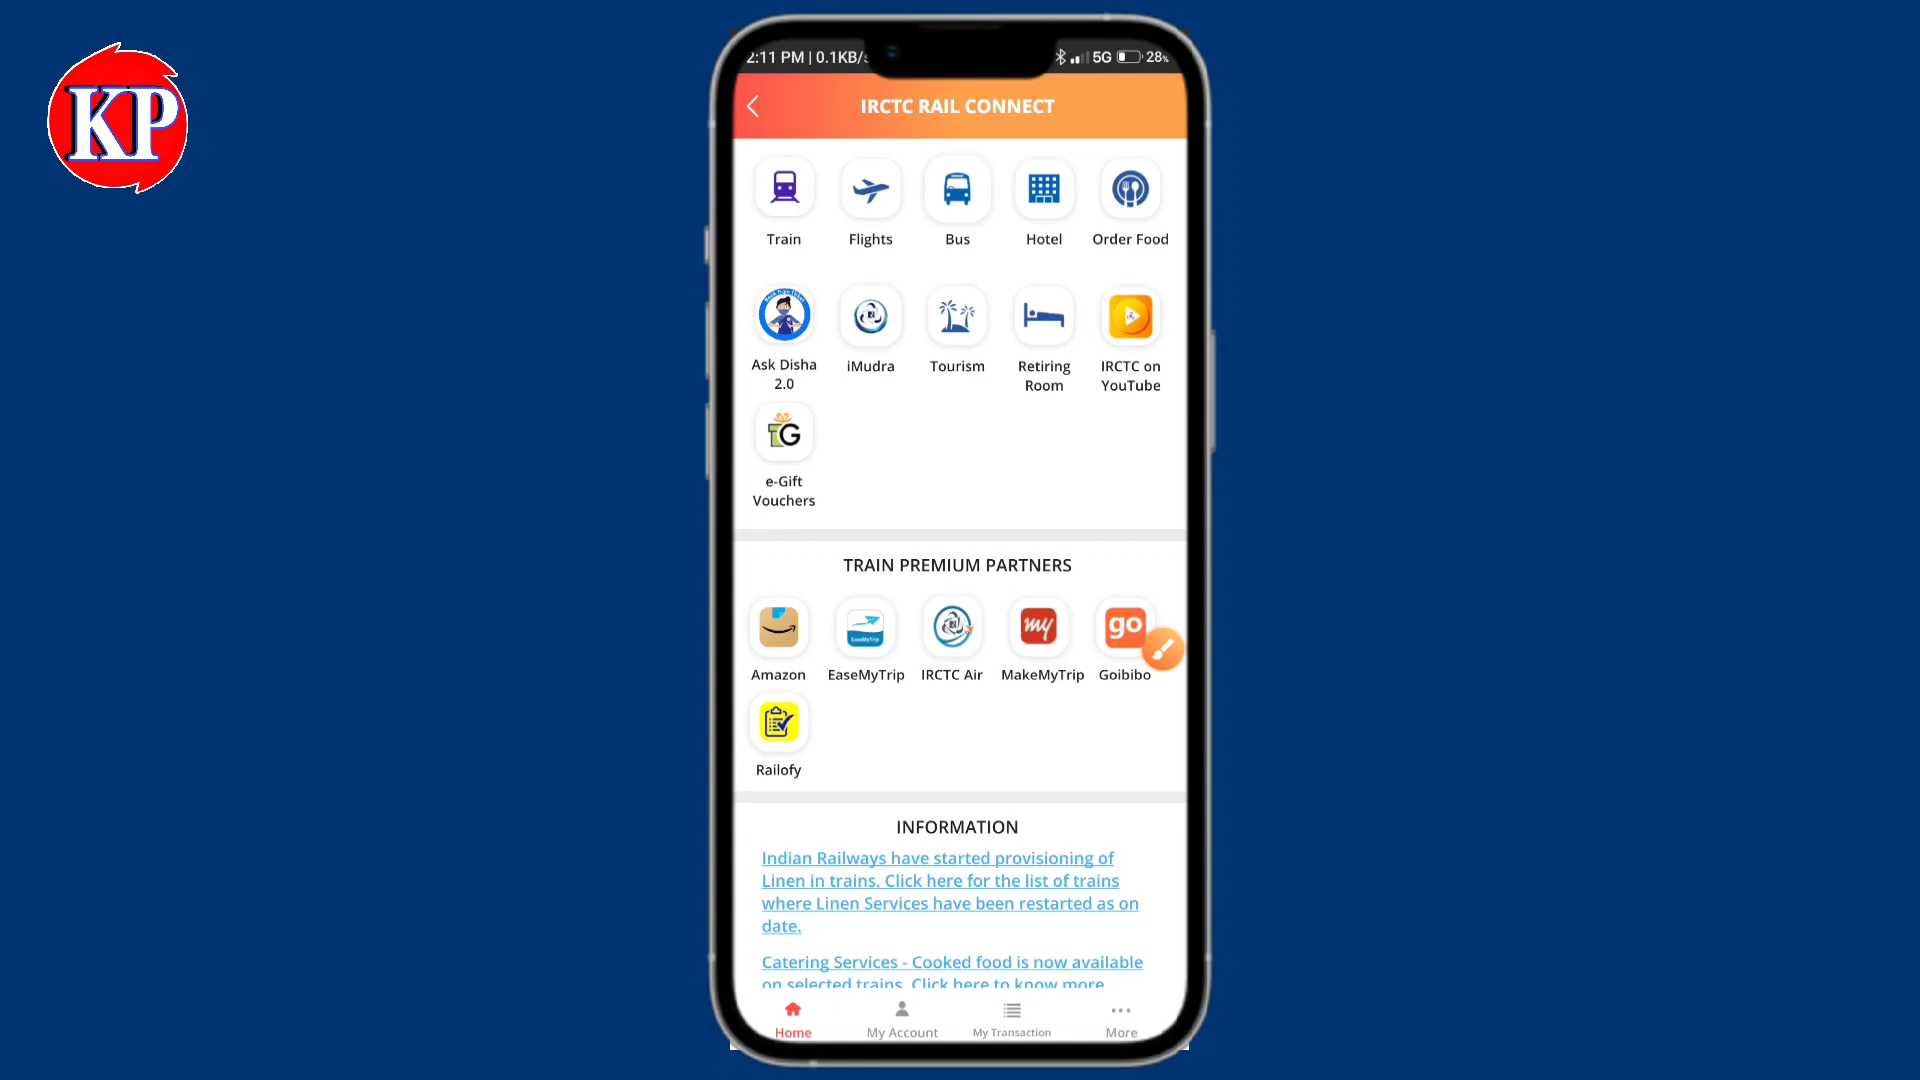 KP
2:11 PM | 0.1KB/s
5G
28%
IRCTC RAIL CONNECT
Train
Flights
Bus
Hotel
Order Food
Ask Disha
2.0
iMudra
Tourism
Retiring
Room
IRCTC on
YouTube
TG
e-Gift
Vouchers
TRAIN PREMIUM PARTNERS
EaseMyTrip
my
go
Amazon
EaseMyTrip
IRCTC Air
MakeMyTrip
Goibibo
Railofy
INFORMATION
Indian Railways have started provisioning of
Linen in trains. Click here for the list of trains
where Linen Services have been restarted as on
date.
Catering Services - Cooked food is now available
on selected trains. Click here to know more
Home
My Account
My Transaction
More